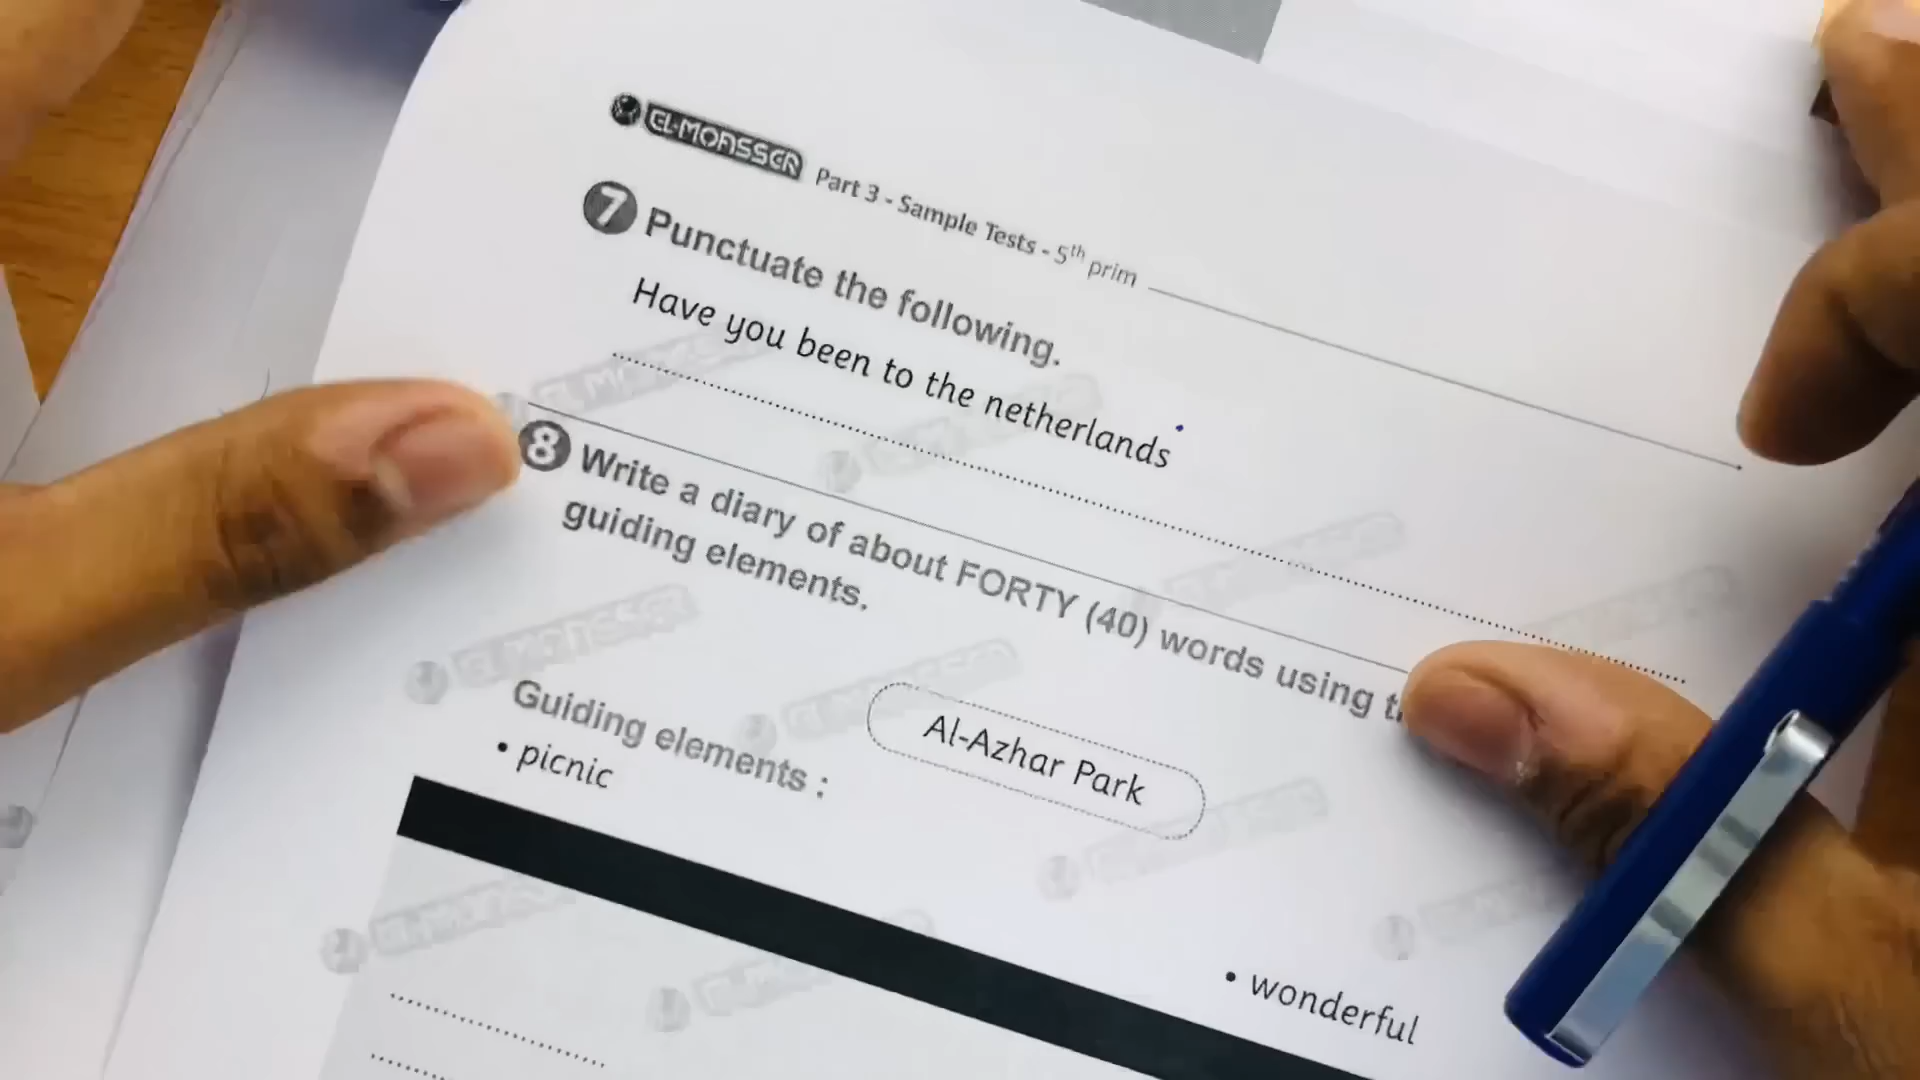 EL-MOASSER Part 3 - Sample Tests - 5th prim
7 Punctuate the following.
Have you been to the netherlands
8 Write a diary of about FORTY (40) words using
guiding elements.
Al-Azhar Park
Guiding elements :
• picnic
• wonderful